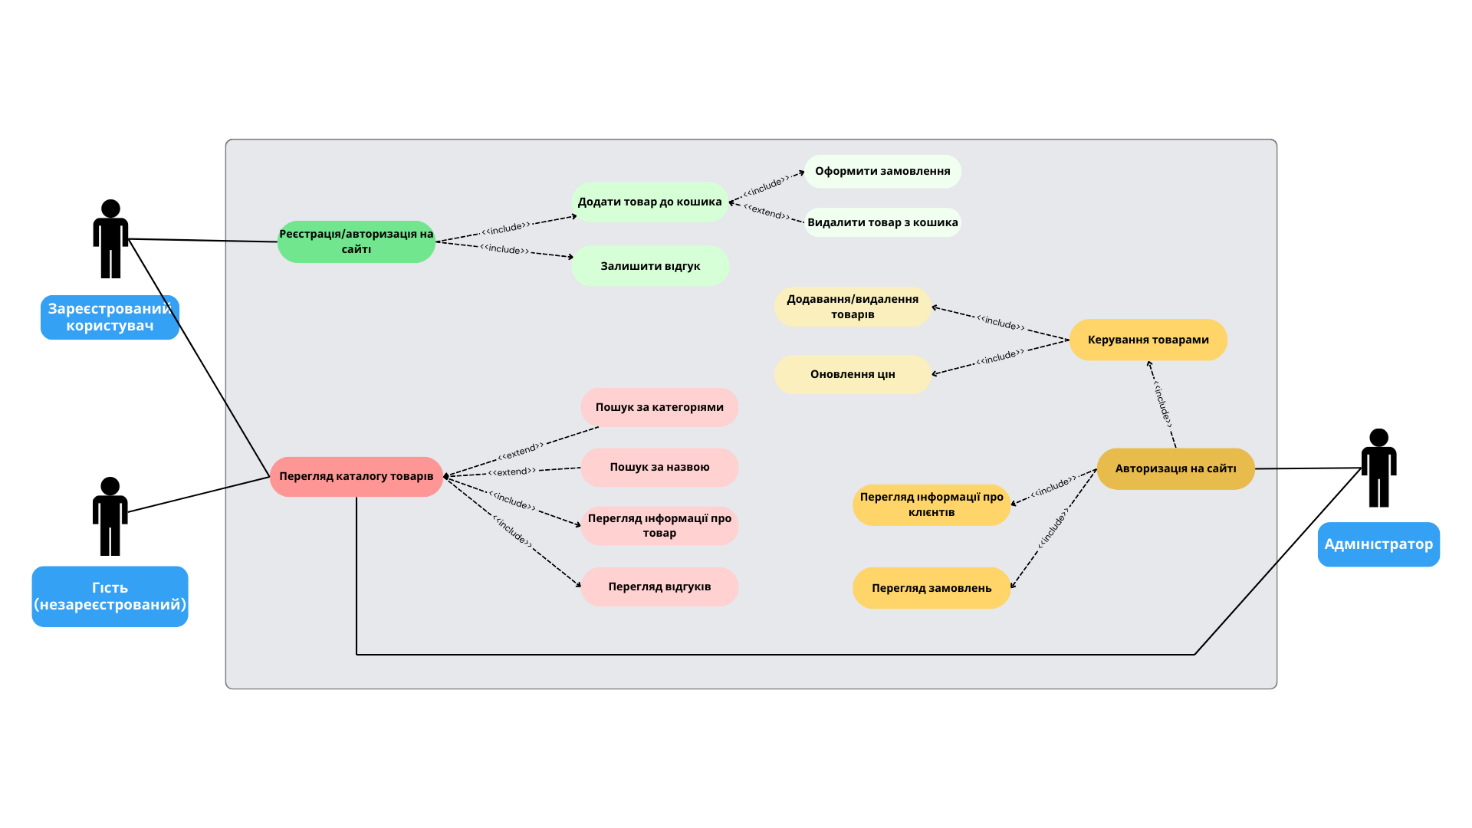 Зареєстрований
користувач
Гість
(незареєстрований)
Реєстрація/авторизація на
сайті
<<include>>
<<include>>
Додати товар до кошика
Залишити відгук
<<include>>
<<extend>>
Оформити замовлення
Видалити товар з кошика
Додавання/видалення
товарів
Оновлення цін
<<include>>
<<include>>
Керування товарами
<<include>>
Перегляд каталогу товарів
<<extend>>
<<extend>>
<<include>>
<<include>>
Пошук за категоріями
Пошук за назвою
Перегляд інформації про
товар
Перегляд відгуків
Авторизація на сайті
<<include>>
<<include>>
Перегляд інформації про
клієнтів
Перегляд замовлень
Адміністратор